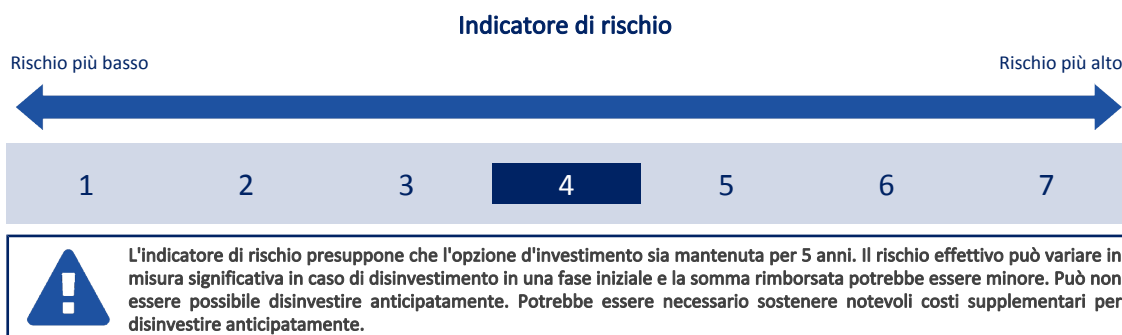 Indicatore di rischio
Rischio più basso
Rischio più alto
1 2 3 4 5 6 7
L'indicatore di rischio presuppone che l'opzione d'investimento sia mantenuta per 5 anni. Il rischio effettivo può variare in
misura significativa in caso di disinvestimento in una fase iniziale e la somma rimborsata potrebbe essere minore. Può non
essere possibile disinvestire anticipatamente. Potrebbe essere necessario sostenere notevoli costi supplementari per
disinvestire anticipatamente.